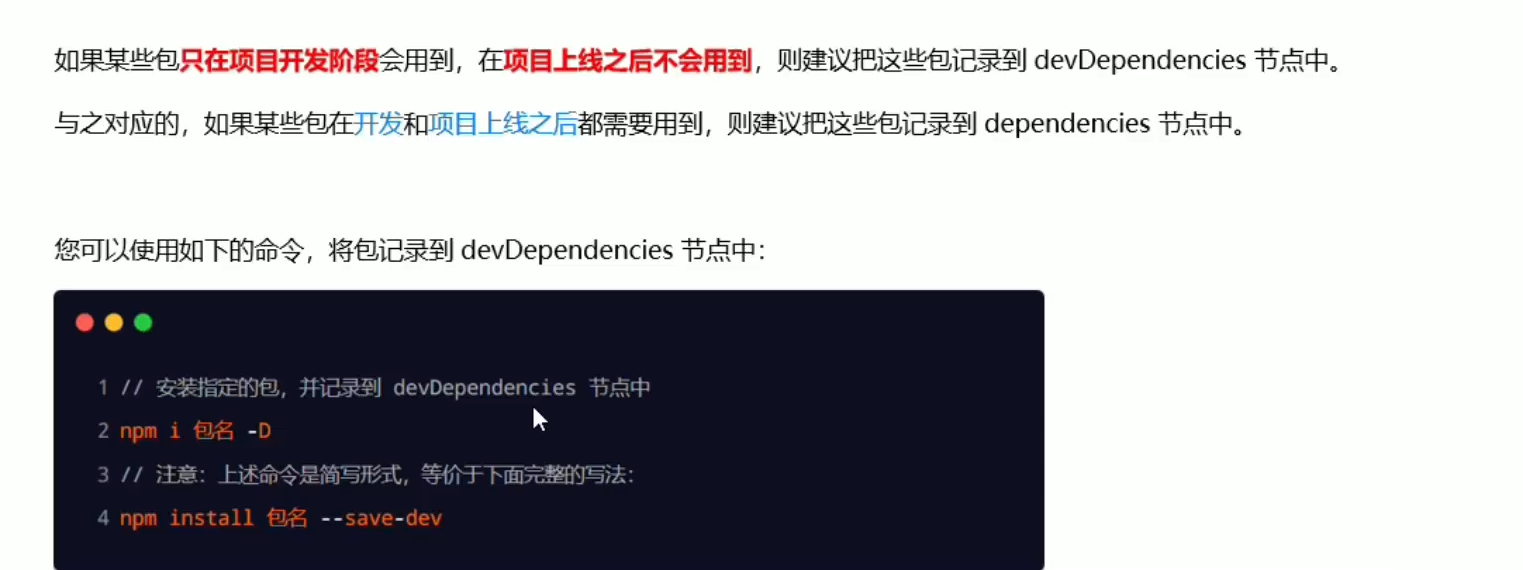 如果某些包只在项目开发阶段会用到，在项目上线之后不会用到，则建议把这些包记录到 devDependencies 节点中。
与之对应的，如果某些包在开发和项目上线之后都需要用到，则建议把这些包记录到 dependencies 节点中。
您可以使用如下的命令，将包记录到 devDependencies 节点中：
1 // 安装指定的包，并记录到 devDependencies 节点中
2 npm i 包名 -D
3 // 注意：上述命令是简写形式，等价于下面完整的写法：
4 npm install 包名 --save-dev